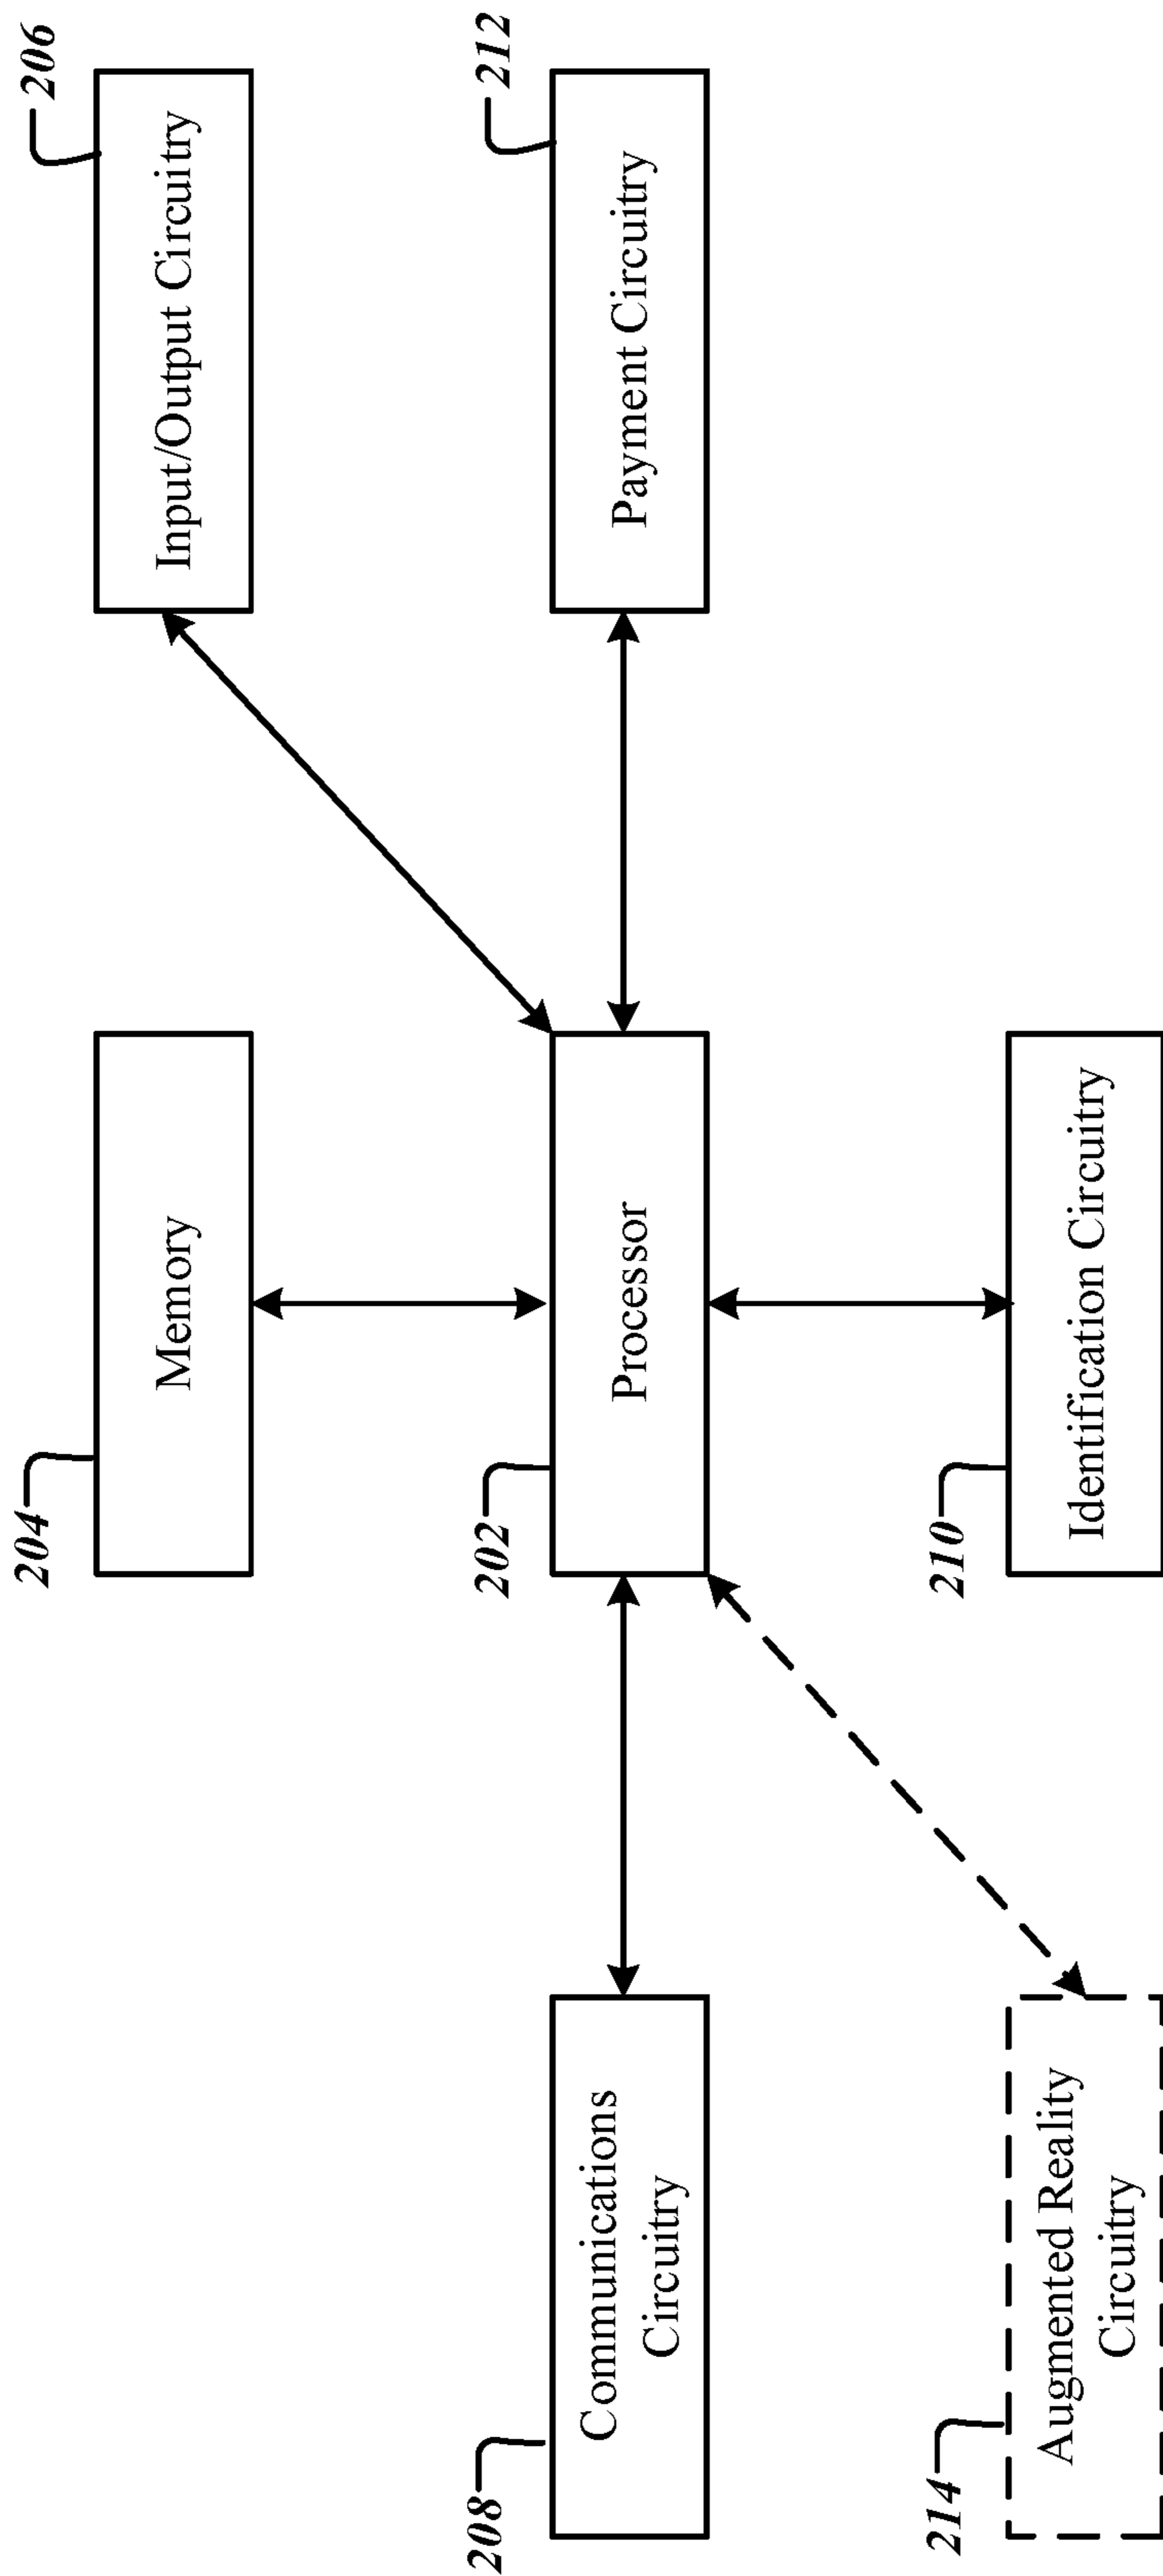 204
Memory
206
Input/Output Circuitry
208
Communications
Circuitry
202
Processor
212
Payment Circuitry
214
Augmented Reality
Circuitry
210
Identification Circuitry